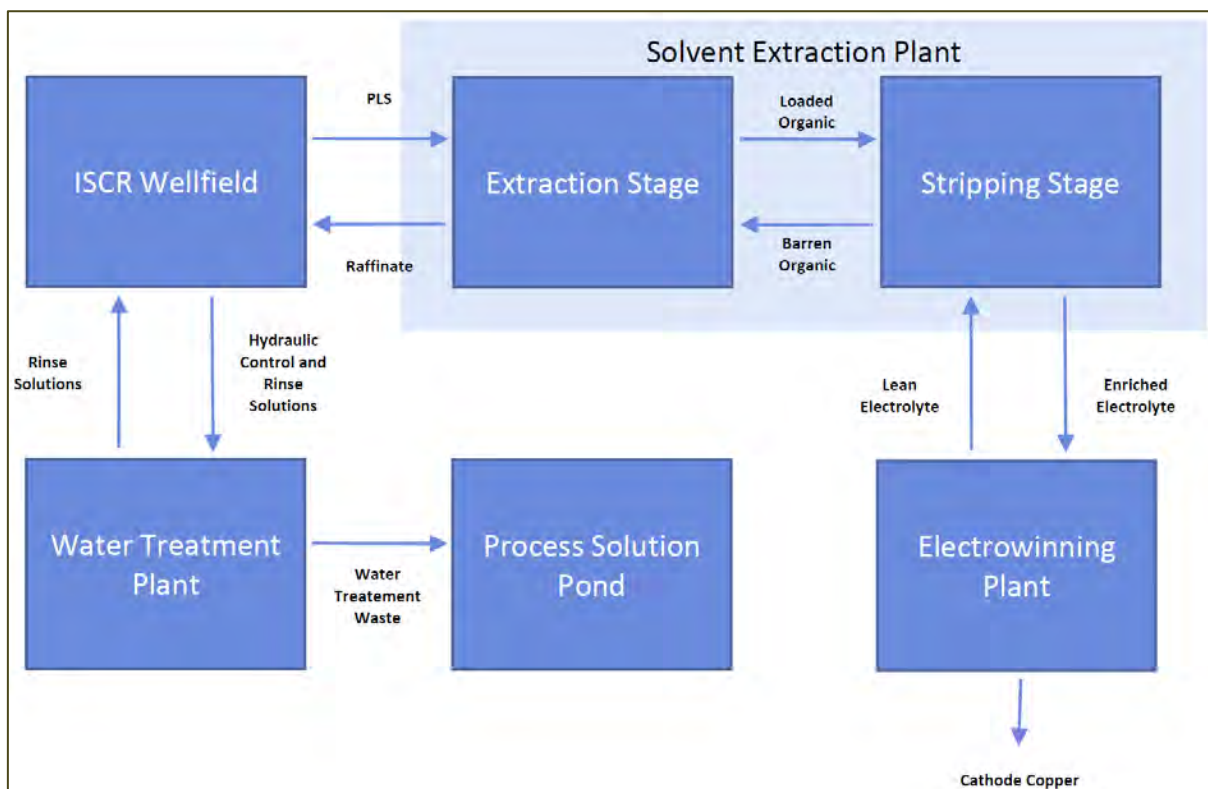 Solvent Extraction Plant
PLS
Loaded
Organic
ISCR Wellfield
Extraction Stage
Stripping Stage
Raffinate
Barren
Organic
Rinse
Solutions
Hydraulic
Control and
Rinse
Solutions
Lean
Electrolyte
Enriched
Electrolyte
Water Treatment
Plant
Water
Treatement
Waste
Process Solution
Pond
Electrowinning
Plant
Cathode Copper